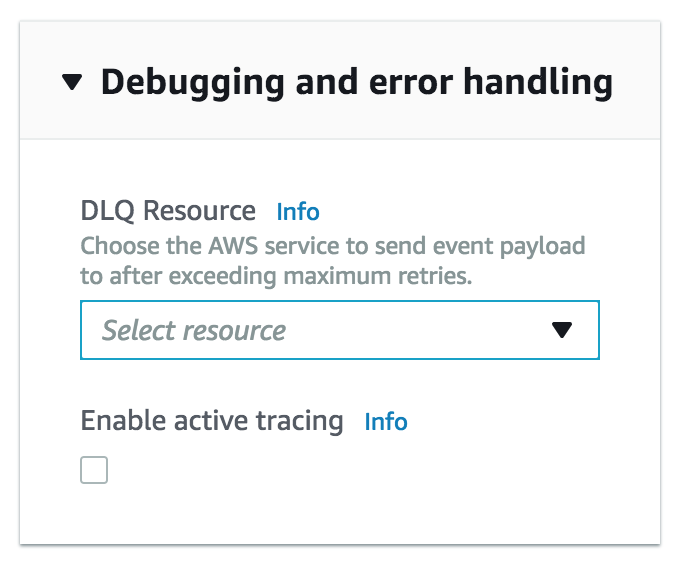 Debugging and error handling
DLQ Resource Info
Choose the AWS service to send event payload
to after exceeding maximum retries.
Select resource
Enable active tracing Info